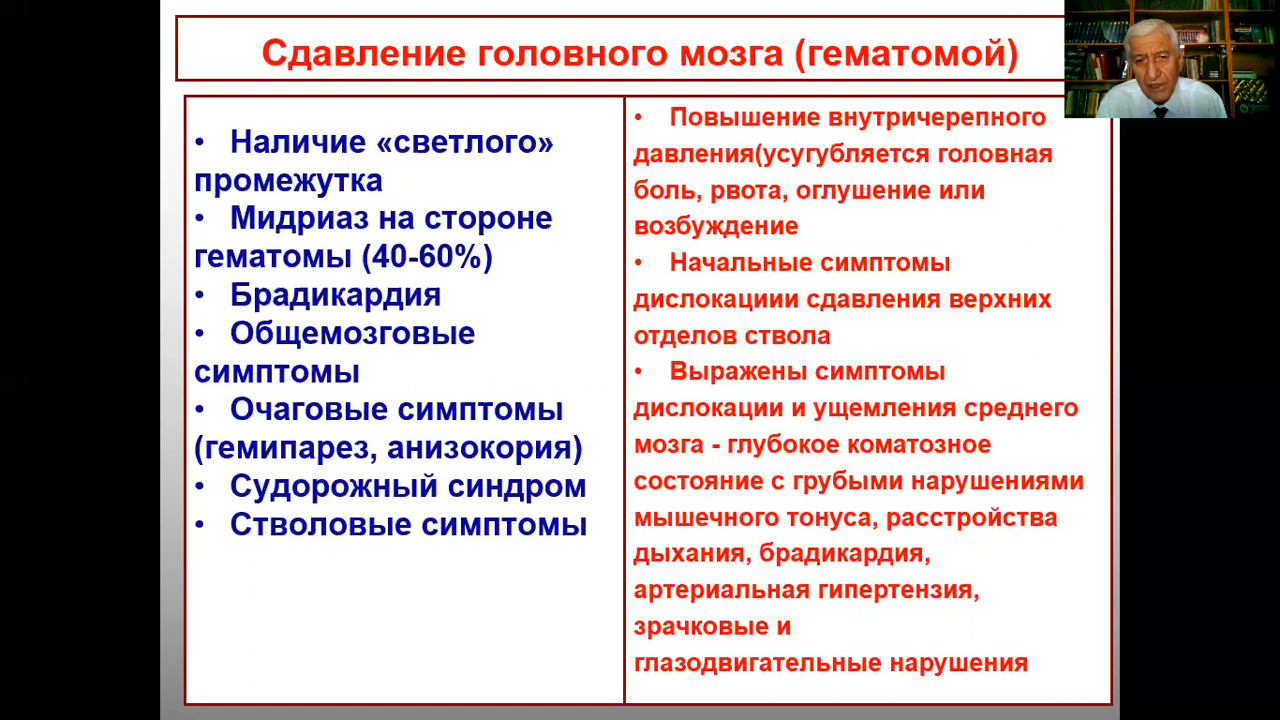 Сдавление головного мозга (гематомой)
• Наличие «светлого»
промежутка
• Мидриаз на стороне
гематомы (40-60%)
• Брадикардия
• Общемозговые
симптомы
• Очаговые симптомы
(гемипарез, анизокория)
• Судорожный синдром
• Стволовые симптомы
• Повышение внутричерепного
давления(усугубляется головная
боль, рвота, оглушение или
возбуждение
• Начальные симптомы
дислокациии сдавления верхних
отделов ствола
• Выражены симптомы
дислокации и ущемления среднего
мозга - глубокое коматозное
состояние с грубыми нарушениями
мышечного тонуса, расстройства
дыхания, брадикардия,
артериальная гипертензия,
зрачковые и
глазодвигательные нарушения